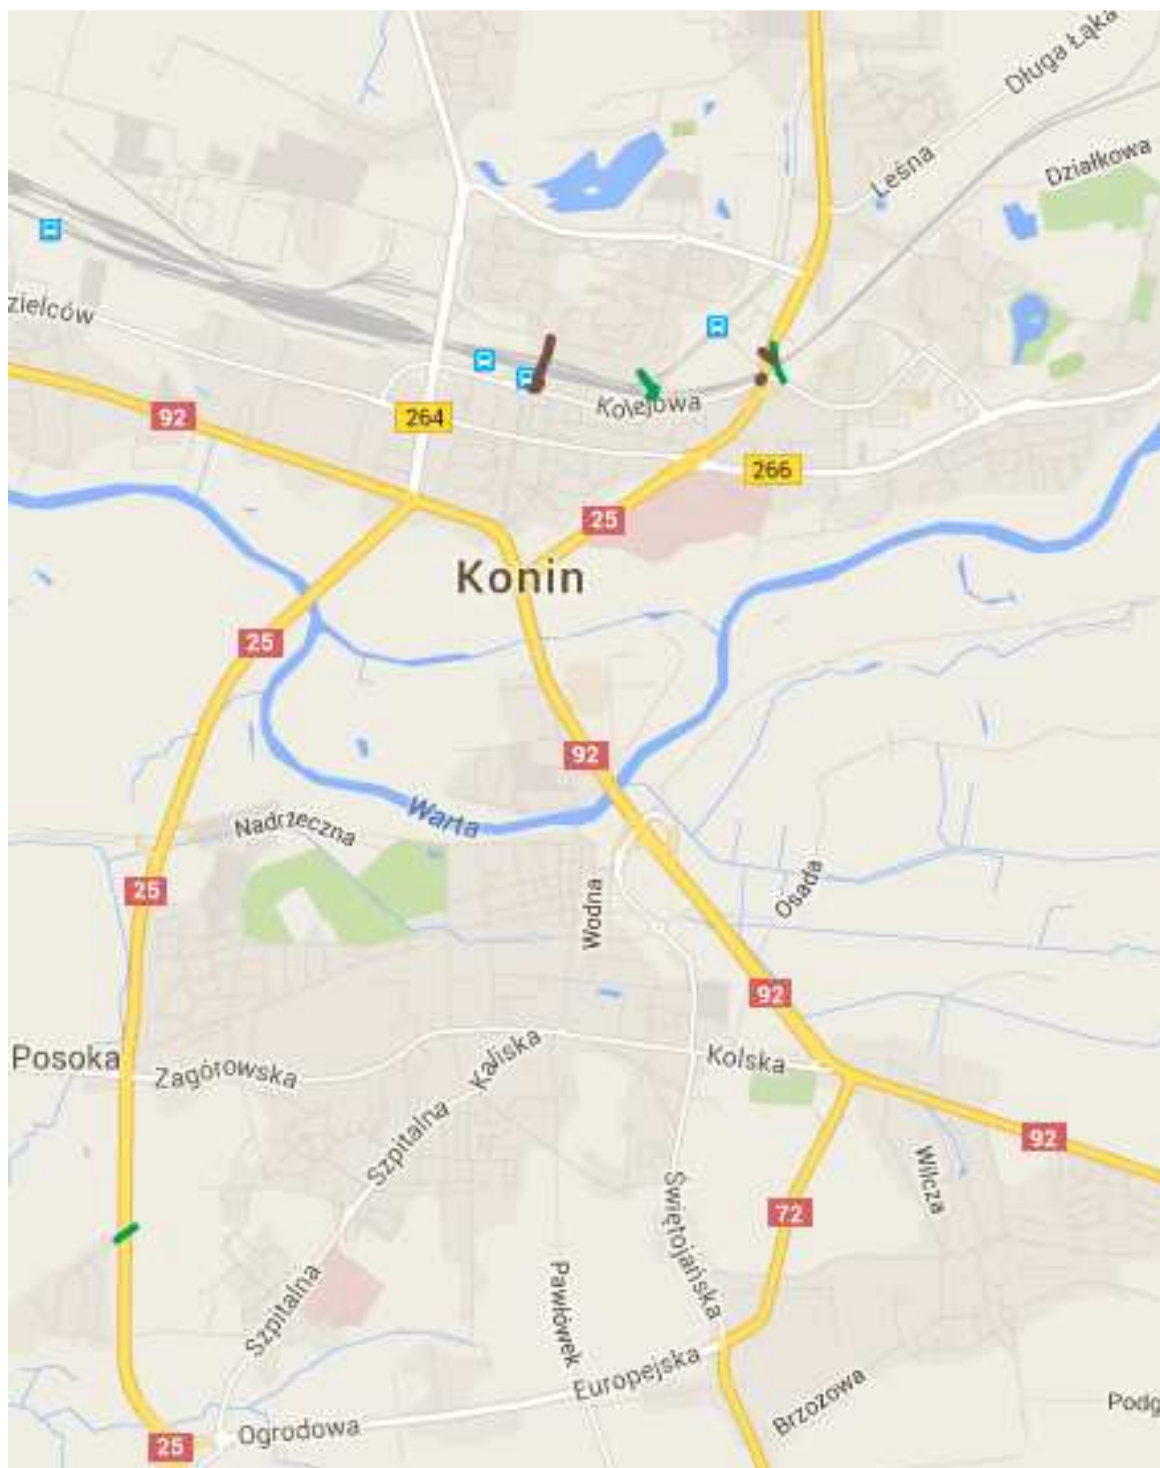 Długa Łąka
Leśna
Działkowa
zielców
92
264
Kolejowa
266
25
Konin
25
92
Warta
Nadrzeczna
25
Wodna
Osada
92
Posoka
Zagórowska
Kaliska
Kolska
Szpitalna
92
Wilcza
Świętojańska
72
Szpitalna
Pawłówek
Europejska
Brzozowa
Podg
Ogrodowa
25